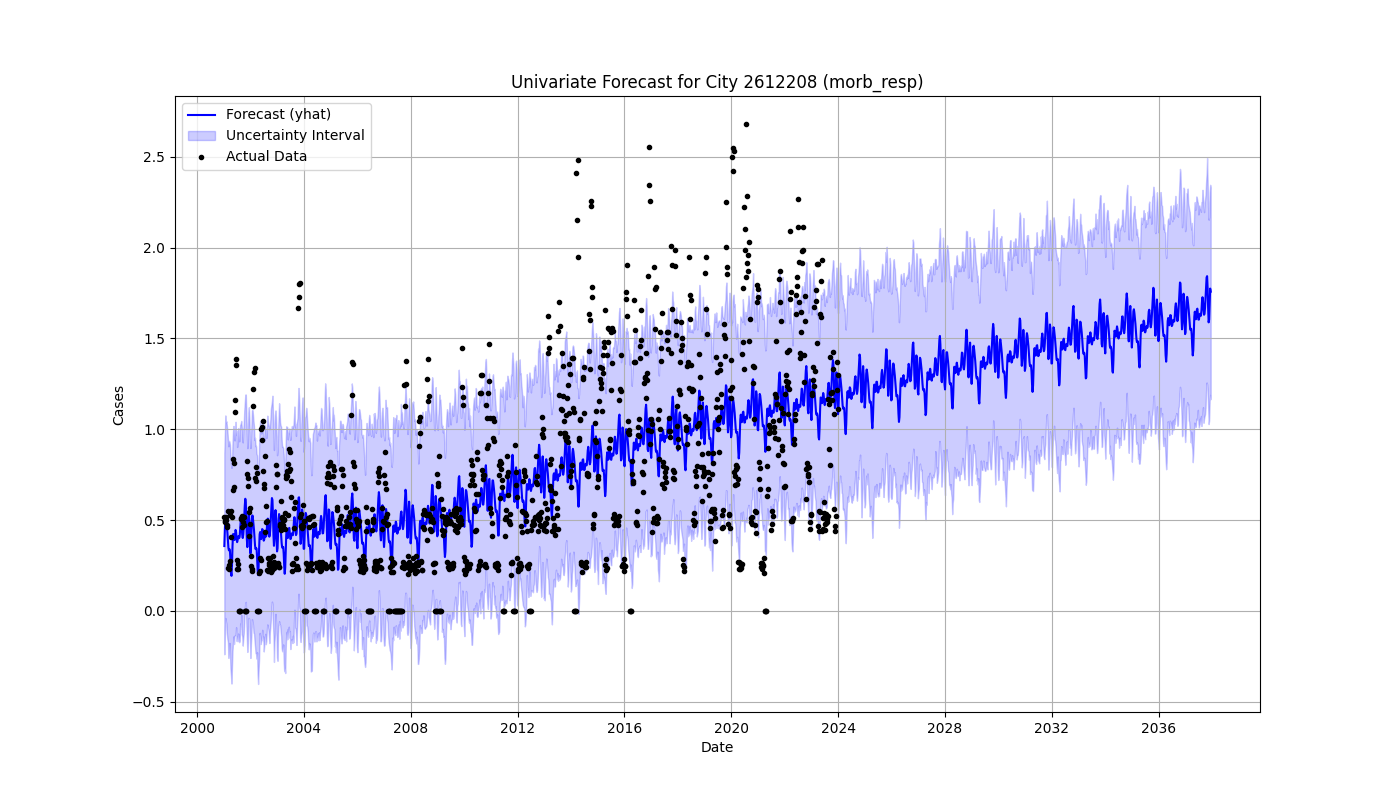 Univariate Forecast for City 2612208 (morb_resp)
Forecast (yhat)
Uncertainty Interval
Actual Data
2.5
2.0
1.5
1.0
0.5
0.0
−0.5
Cases
2000 2004 2008 2012 2016 2020 2024 2028 2032 2036
Date